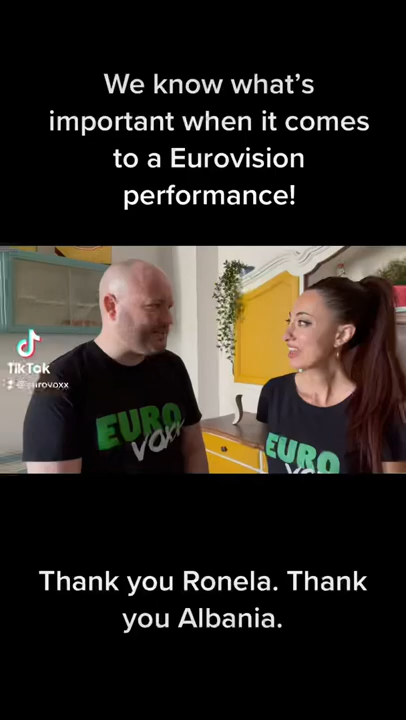 We know what's
important when it comes
to a Eurovision
performance!
TikTok
@eurovoxx
EURO
VOXX
EURO
Thank you Ronela. Thank
you Albania.